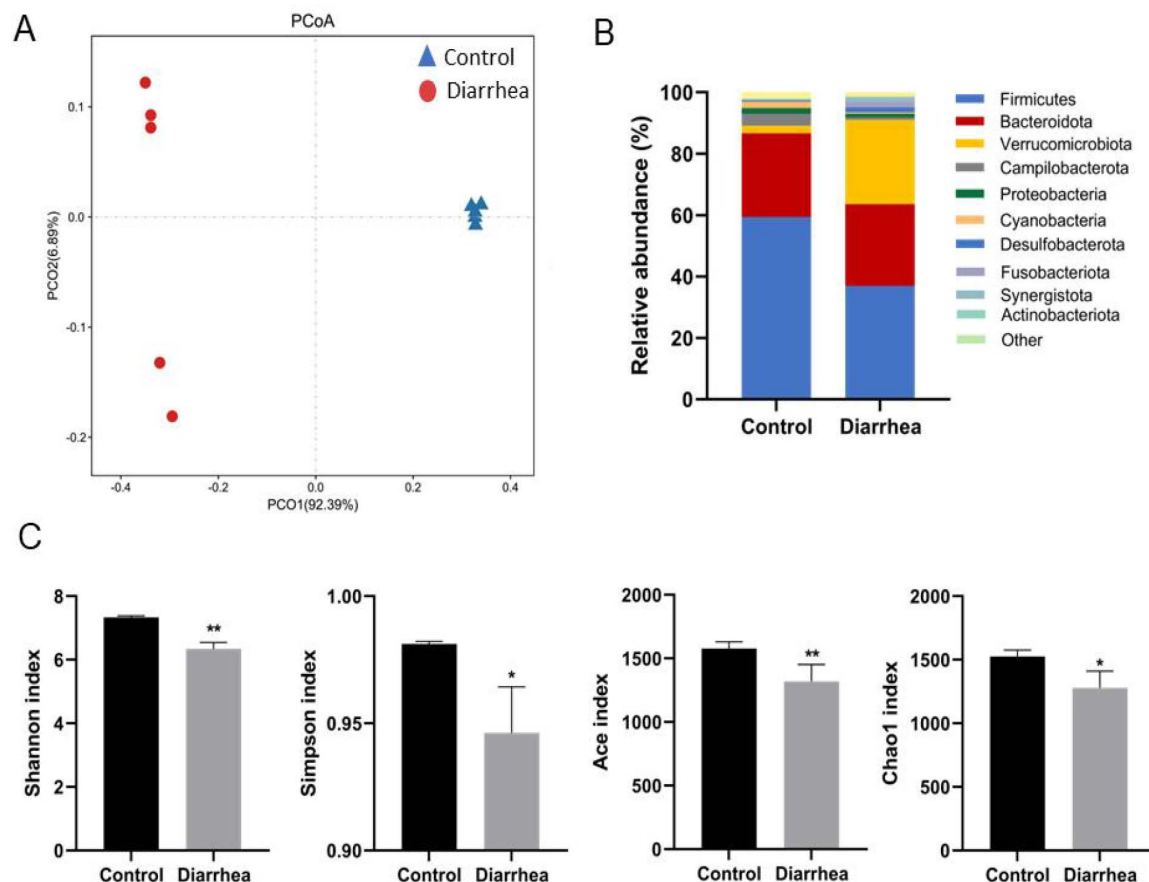 A
PCoA
Control
Diarrhea
0.1
0.0
-0.1
-0.2
PCO2(6.89%)
-0.4
-0.2
0.0
0.2
0.4
PCO1(92.39%)
B
100
80
60
40
20
0
Relative abundance (%)
Control
Diarrhea
Firmicutes
Bacteroidota
Verrucomicrobiota
Campilobacterota
Proteobacteria
Cyanobacteria
Desulfobacterota
Fusobacteriota
Synergistota
Actinobacteriota
Other
C
8
6
4
2
0
Shannon index
**
Control
Diarrhea
1.00
0.95
0.90
Simpson index
*
Control
Diarrhea
2000
1500
1000
500
0
Ace index
**
Control
Diarrhea
2000
1500
1000
500
0
Chao1 index
*
Control
Diarrhea